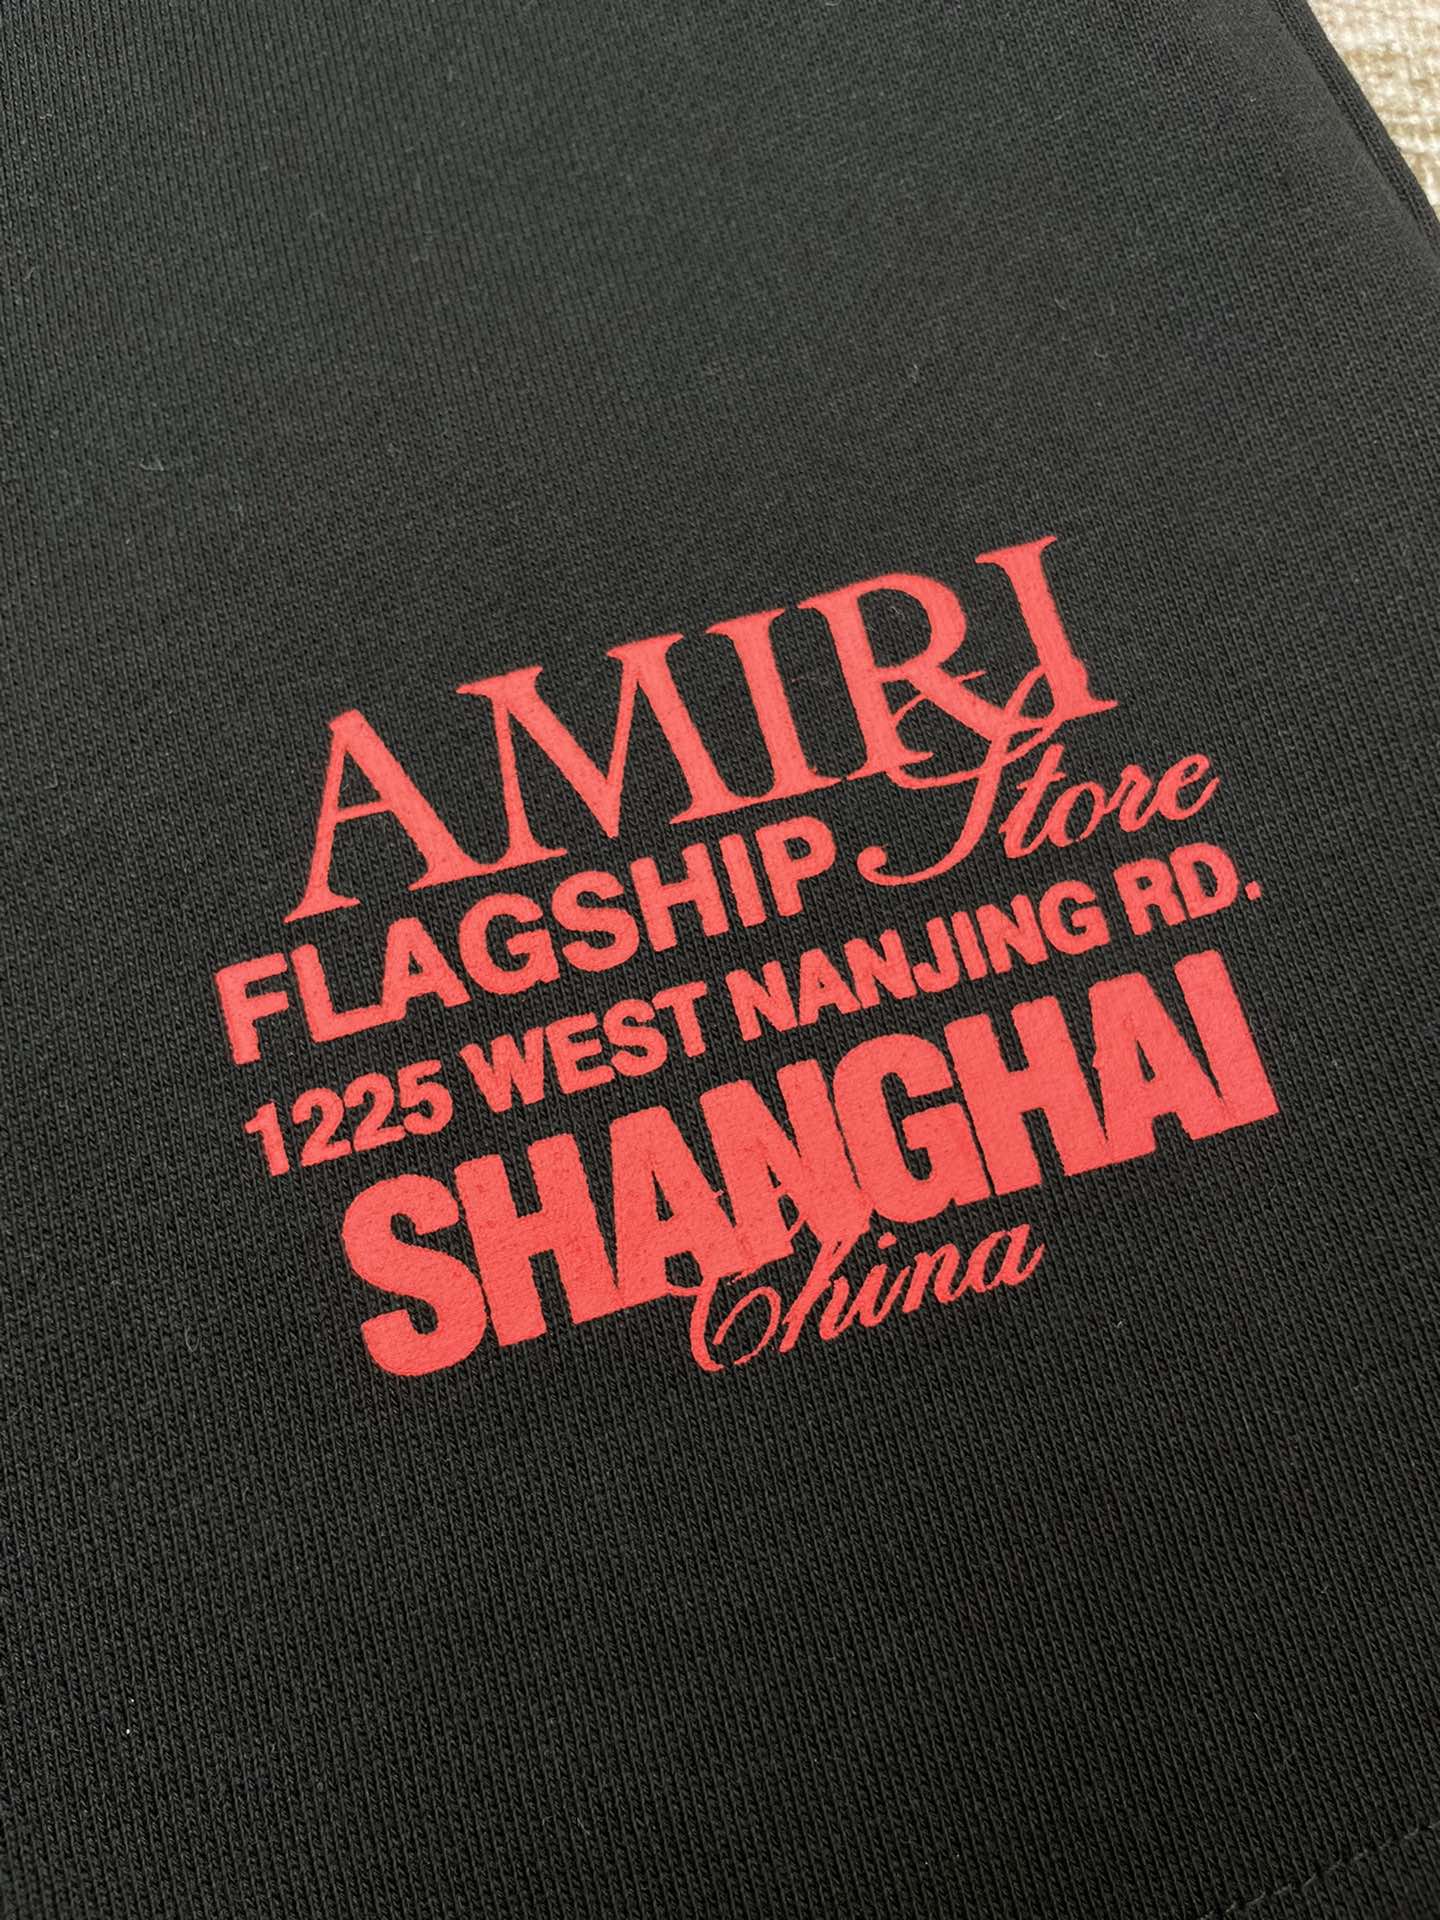 AMIRI
FLAGSHIP Store
1225 WEST NANJING RD.
SHANGHAI
China